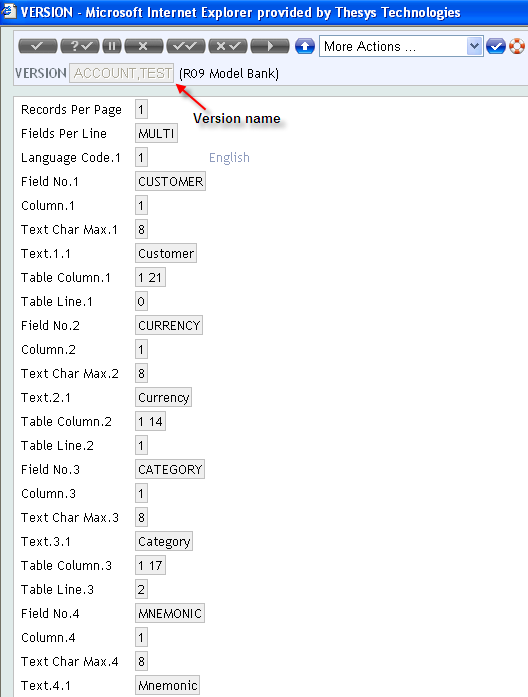 VERSION - Microsoft Internet Explorer provided by Thesys Technologies
More Actions ...
VERSION ACCOUNT,TEST (R09 Model Bank)
Version name
Records Per Page 1
Fields Per Line MULTI
Language Code.1 1 English
Field No.1 CUSTOMER
Column.1 1
Text Char Max.1 8
Text.1.1 Customer
Table Column.1 1 21
Table Line.1 0
Field No.2 CURRENCY
Column.2 1
Text Char Max.2 8
Text.2.1 Currency
Table Column.2 1 14
Table Line.2 1
Field No.3 CATEGORY
Column.3 1
Text Char Max.3 8
Text.3.1 Category
Table Column.3 1 17
Table Line.3 2
Field No.4 MNEMONIC
Column.4 1
Text Char Max.4 8
Text.4.1 Mnemonic